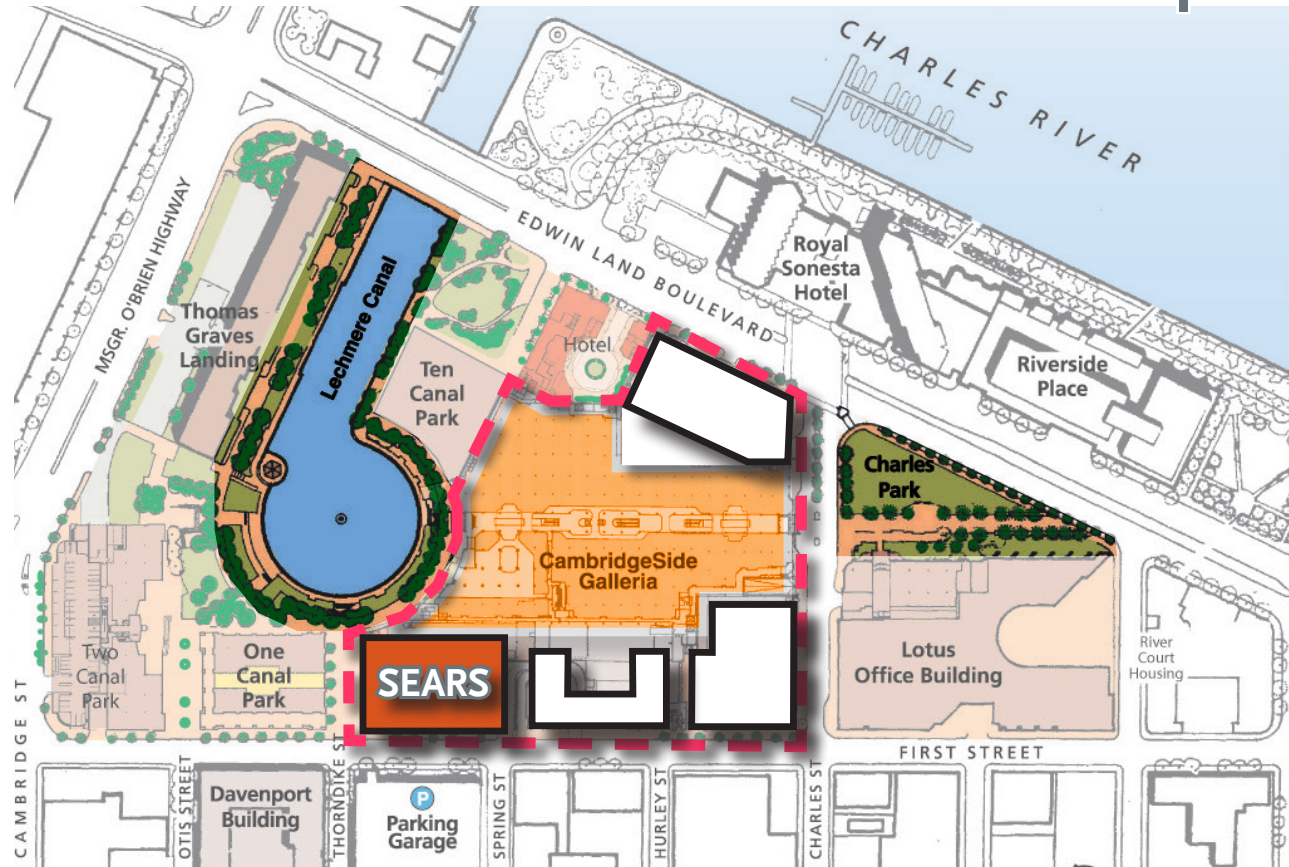 CHARLES RIVER
EDWIN LAND BOULEVARD
MSGR. O'BRIEN HIGHWAY
Royal
Sonesta
Hotel
Riverside
Place
Thomas
Graves
Landing
Lechmere Canal
Hotel
Ten
Canal
Park
Charles
Park
CambridgeSide
Galleria
Two
Canal
Park
One
Canal
Park
SEARS
Lotus
Office Building
River
Court
Housing
FIRST STREET
CAMBRIDGE ST
OTIS STREET
THORNDIKE ST
SPRING ST
HURLEY ST
CHARLES ST
Davenport
Building
P
Parking
Garage